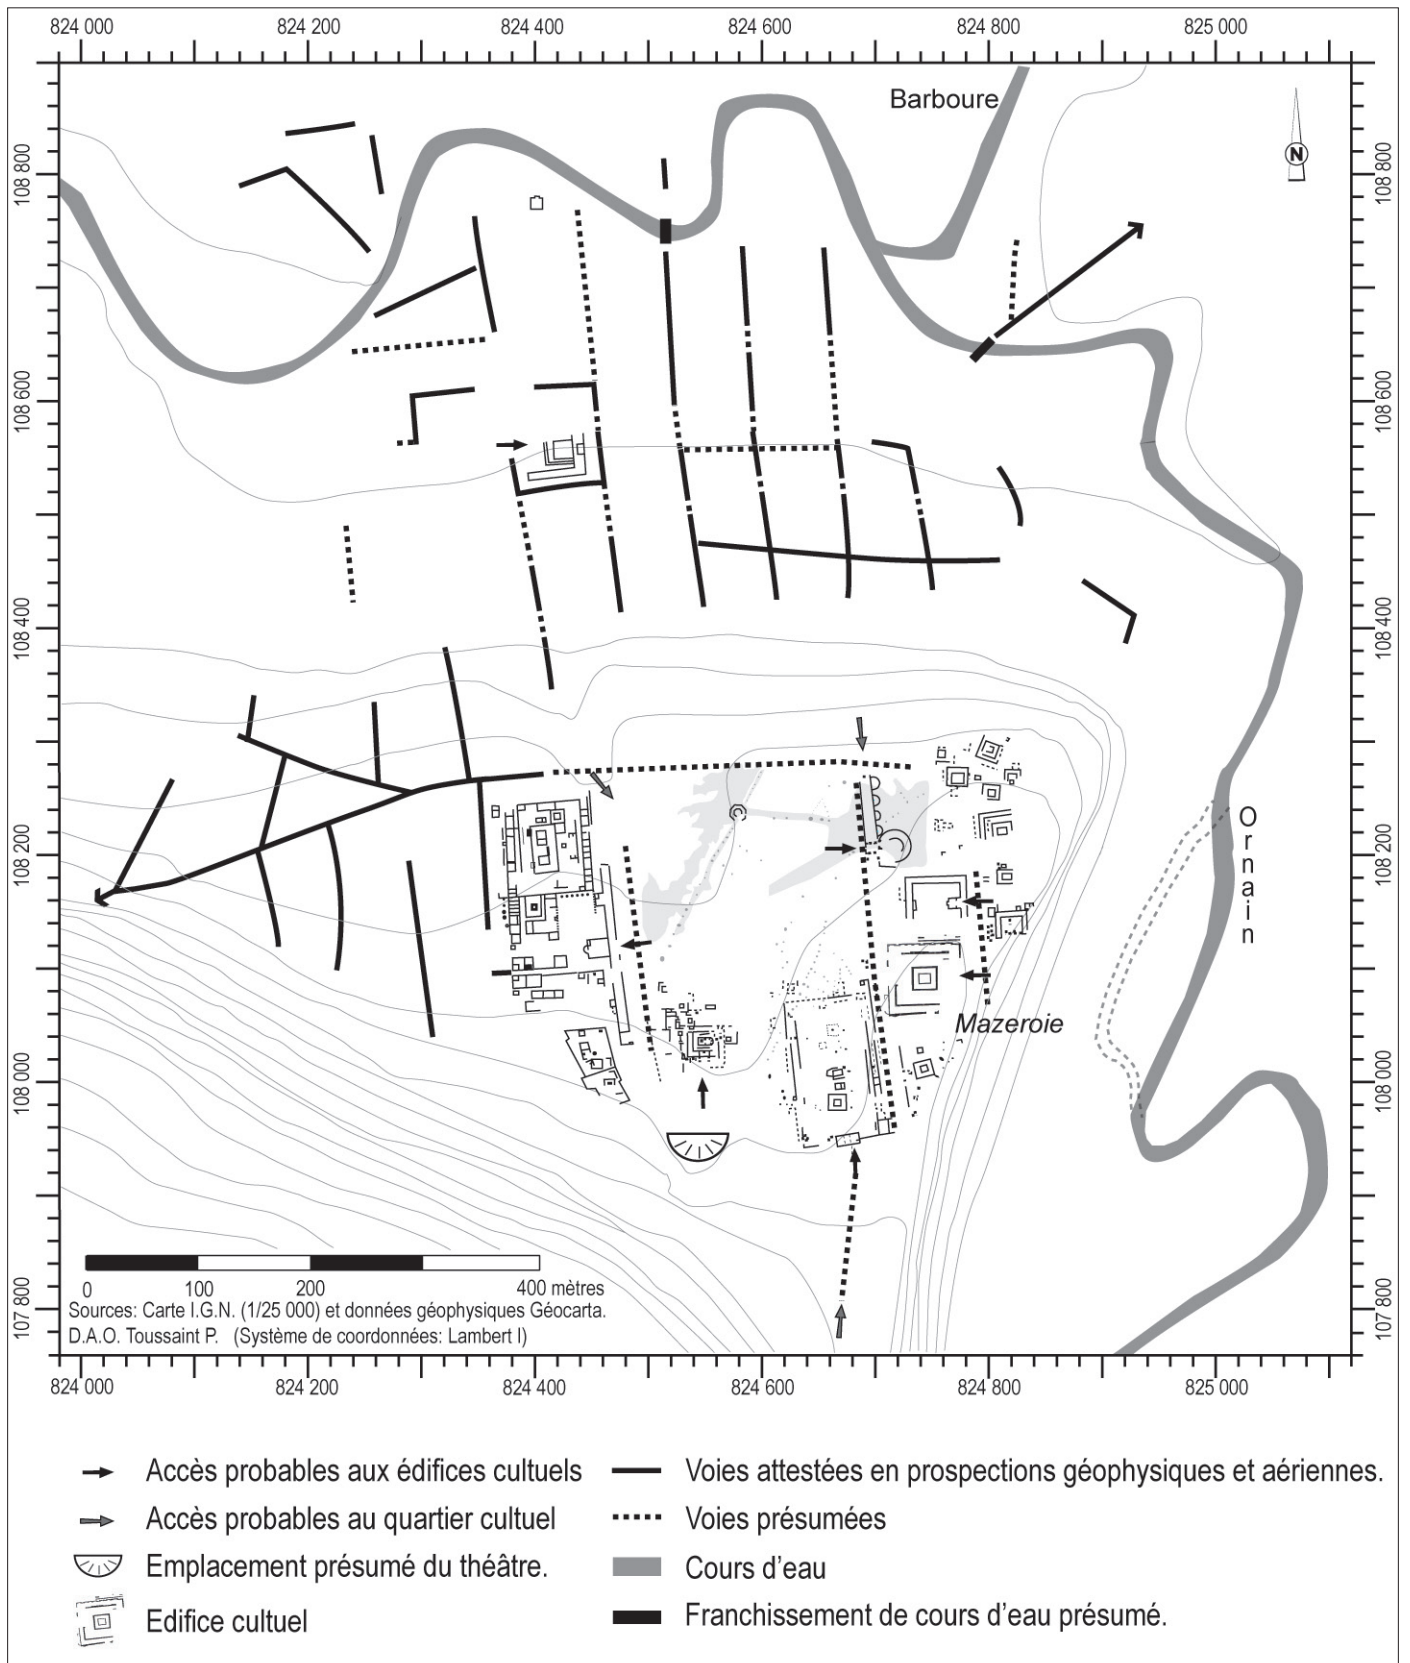 824 000 824 200 824 400 824 600 824 800 825 000
Barboure
N
108 800 108 800
108 600 108 600
108 400 108 400
108 200 108 200
Ornain
Mazeroie
108 000 108 000
107 800 107 800
0 100 200 400 mètres
Sources: Carte I.G.N. (1/25 000) et données géophysiques Géocarta.
D.A.O. Toussaint P. (Système de coordonnées: Lambert I)
824 000 824 200 824 400 824 600 824 800 825 000
Accès probables aux édifices cultuels
Accès probables au quartier cultuel
Emplacement présumé du théâtre.
Edifice cultuel
Voies attestées en prospections géophysiques et aériennes.
Voies présumées
Cours d'eau
Franchissement de cours d'eau présumé.